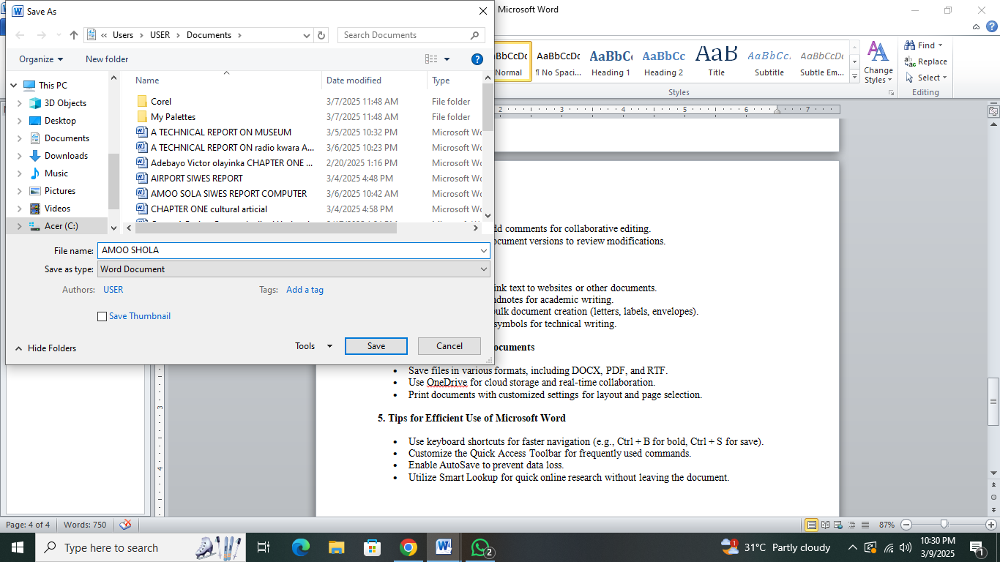 Save As
Microsoft Word
« Users › USER › Documents ›
Search Documents
Organize
New folder
This PC
3D Objects
Desktop
Documents
Downloads
Music
Pictures
Videos
Acer (C:)
Name Date modified Type
Corel 3/7/2025 11:48 AM File folder
My Palettes 3/7/2025 11:48 AM File folder
A TECHNICAL REPORT ON MUSEUM 3/5/2025 10:32 PM Microsoft Wo
A TECHNICAL REPORT ON radio kwara A... 3/6/2025 10:23 PM Microsoft Wo
Adebayo Victor olayinka CHAPTER ONE ... 2/20/2025 1:16 PM Microsoft Wo
AIRPORT SIWES REPORT 3/4/2025 4:48 PM Microsoft Wo
AMOO SOLA SIWES REPORT COMPUTER 3/6/2025 10:42 AM Microsoft Wo
CHAPTER ONE cultural articial 3/4/2025 4:58 PM Microsoft Wo
File name: AMOO SHOLA
Save as type: Word Document
Authors: USER Tags: Add a tag
Save Thumbnail
Hide Folders
Tools Save Cancel
AaBbCcDc AaBbCc AaBbCc AaB AaBbCc. AaBbCcDc
Normal ¶ No Spaci... Heading 1 Heading 2 Title Subtitle Subtle Em...
Change
Styles
Styles
Find
Replace
Select
Editing
2 3 4 5 6 7
dd comments for collaborative editing.
ocument versions to review modifications.
ink text to websites or other documents.
ndnotes for academic writing.
ulk document creation (letters, labels, envelopes).
symbols for technical writing.
ocuments
• Save files in various formats, including DOCX, PDF, and RTF.
• Use OneDrive for cloud storage and real-time collaboration.
• Print documents with customized settings for layout and page selection.
5. Tips for Efficient Use of Microsoft Word
• Use keyboard shortcuts for faster navigation (e.g., Ctrl + B for bold, Ctrl + S for save).
• Customize the Quick Access Toolbar for frequently used commands.
• Enable AutoSave to prevent data loss.
• Utilize Smart Lookup for quick online research without leaving the document.
3
4
Page: 4 of 4 Words: 750
87%
Type here to search
2
31°C Partly cloudy
10:30 PM
3/9/2025
1